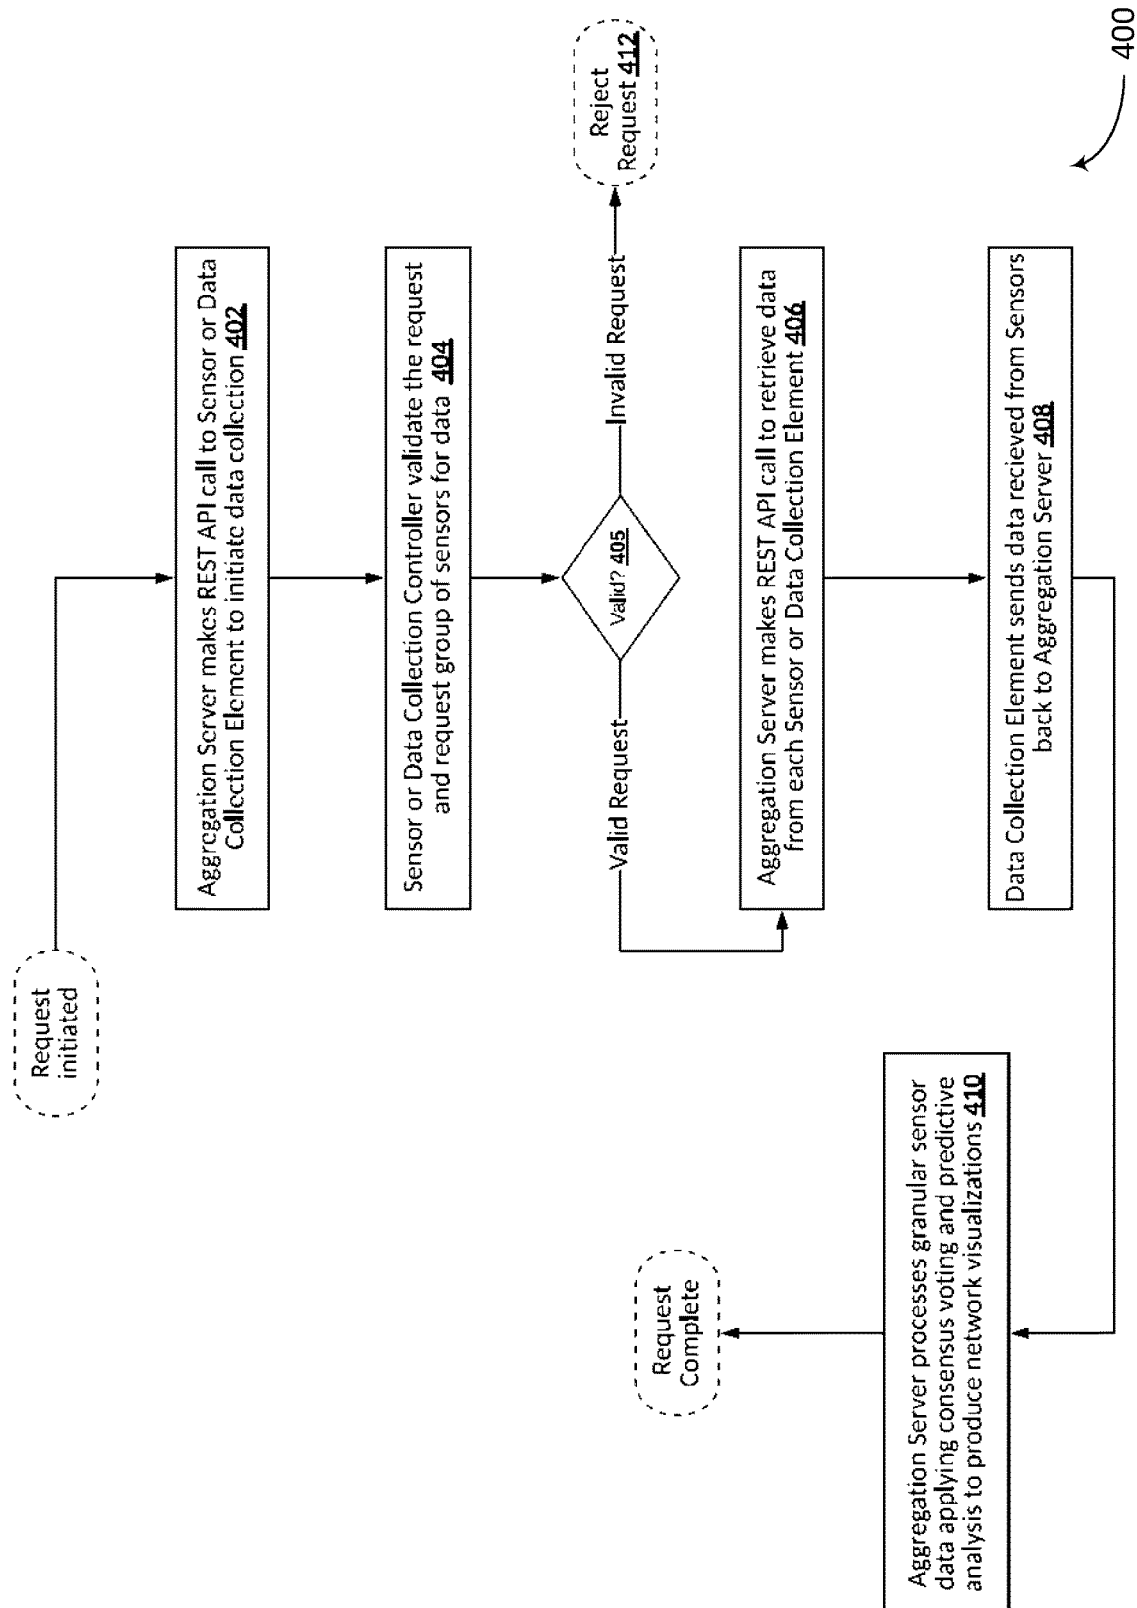 Request
initiated
Aggregation Server makes REST API call to Sensor or Data
Collection Element to initiate data collection 402
Sensor or Data Collection Controller validate the request
and request group of sensors for data 404
Valid? 405
Invalid Request
Reject
Request 412
Valid Request
Aggregation Server makes REST API call to retrieve data
from each Sensor or Data Collection Element 406
Data Collection Element sends data recieved from Sensors
back to Aggregation Server 408
Aggregation Server processes granular sensor
data applying consensus voting and predictive
analysis to produce network visualizations 410
Request
Complete
400